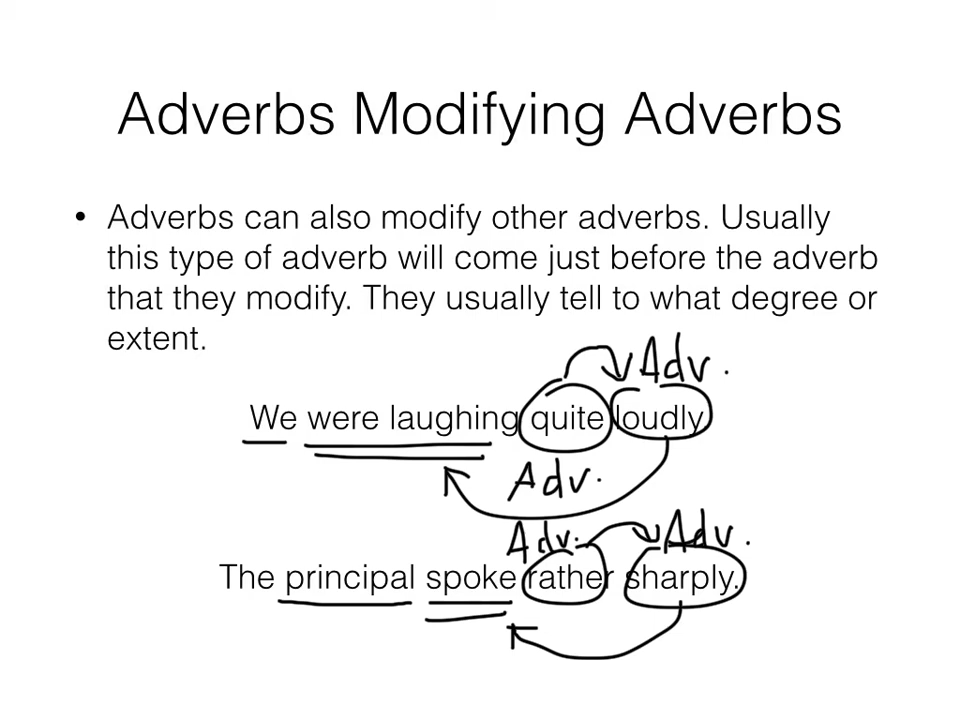 Adverbs Modifying Adverbs
• Adverbs can also modify other adverbs. Usually
this type of adverb will come just before the adverb
that they modify. They usually tell to what degree or
extent.
Adv.
We were laughing quite loudly
Adv.
Adv. Adv.
The principal spoke rather sharply.